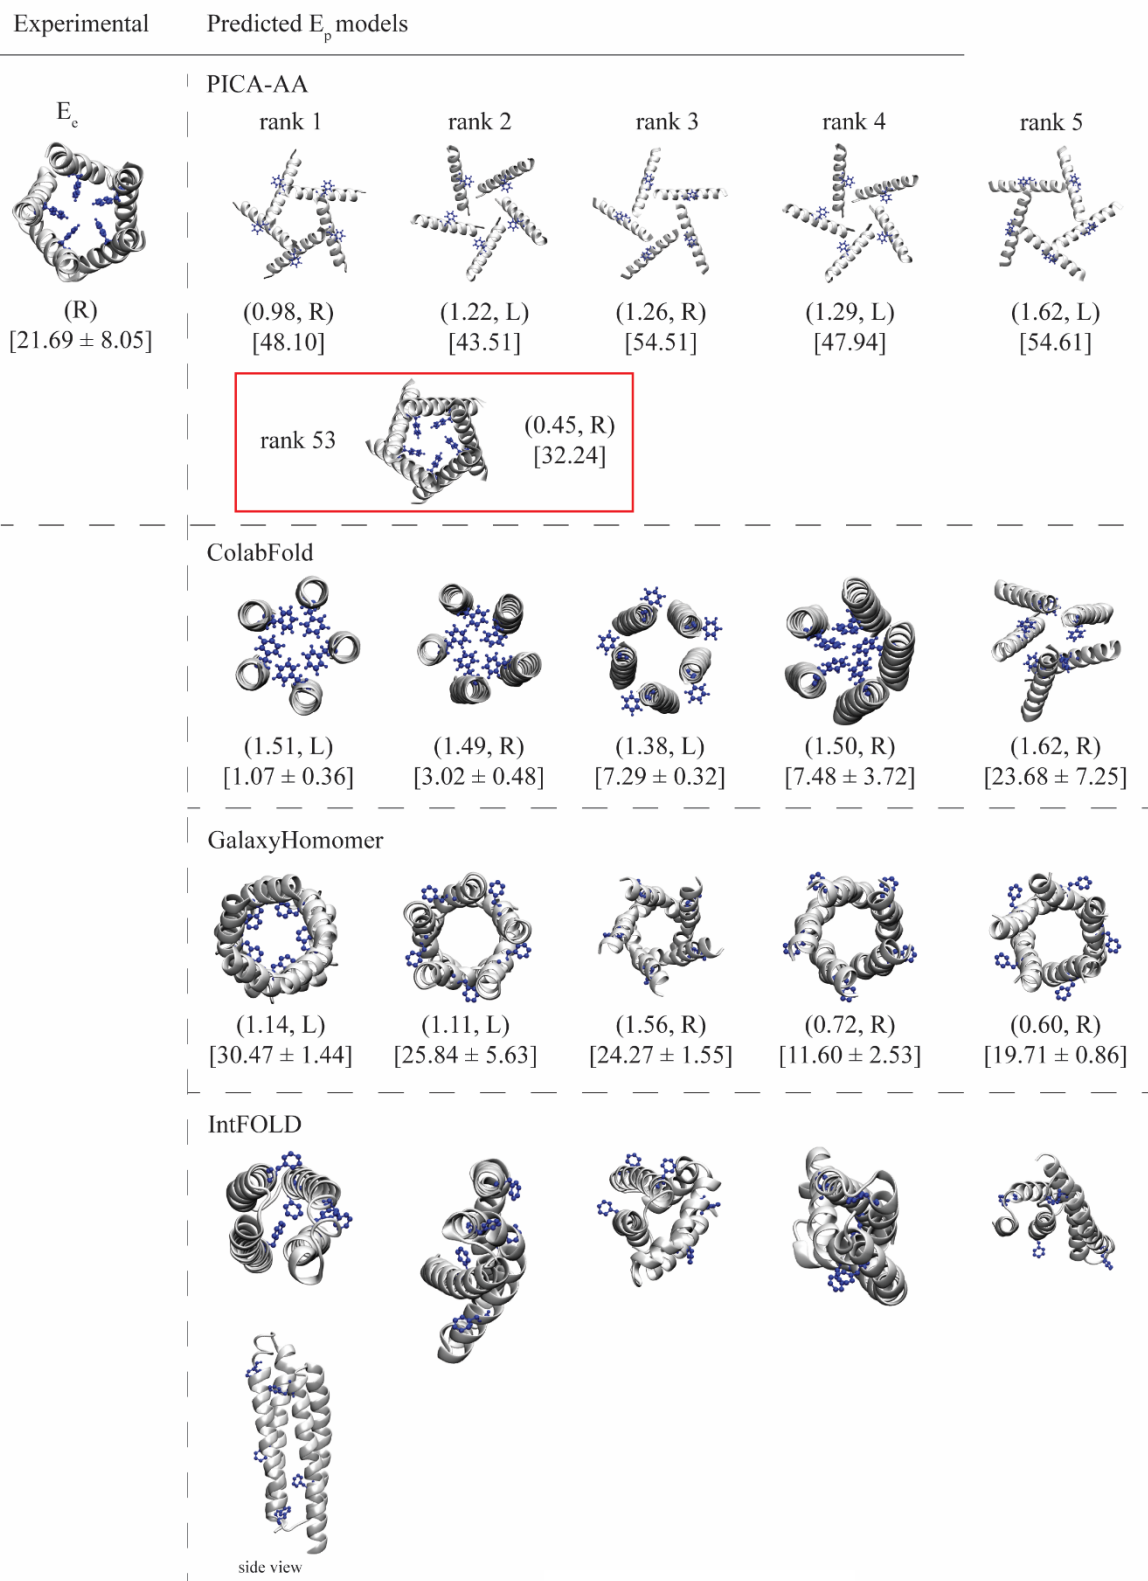 Experimental Predicted Ep models
PICA-AA
Ee
rank 1 rank 2 rank 3 rank 4 rank 5
(R) (0.98, R) (1.22, L) (1.26, R) (1.29, L) (1.62, L)
[21.69 ± 8.05] [48.10] [43.51] [54.51] [47.94] [54.61]
rank 53 (0.45, R)
[32.24]
ColabFold
(1.51, L) (1.49, R) (1.38, L) (1.50, R) (1.62, R)
[1.07 ± 0.36] [3.02 ± 0.48] [7.29 ± 0.32] [7.48 ± 3.72] [23.68 ± 7.25]
GalaxyHomomer
(1.14, L) (1.11, L) (1.56, R) (0.72, R) (0.60, R)
[30.47 ± 1.44] [25.84 ± 5.63] [24.27 ± 1.55] [11.60 ± 2.53] [19.71 ± 0.86]
IntFOLD
side view